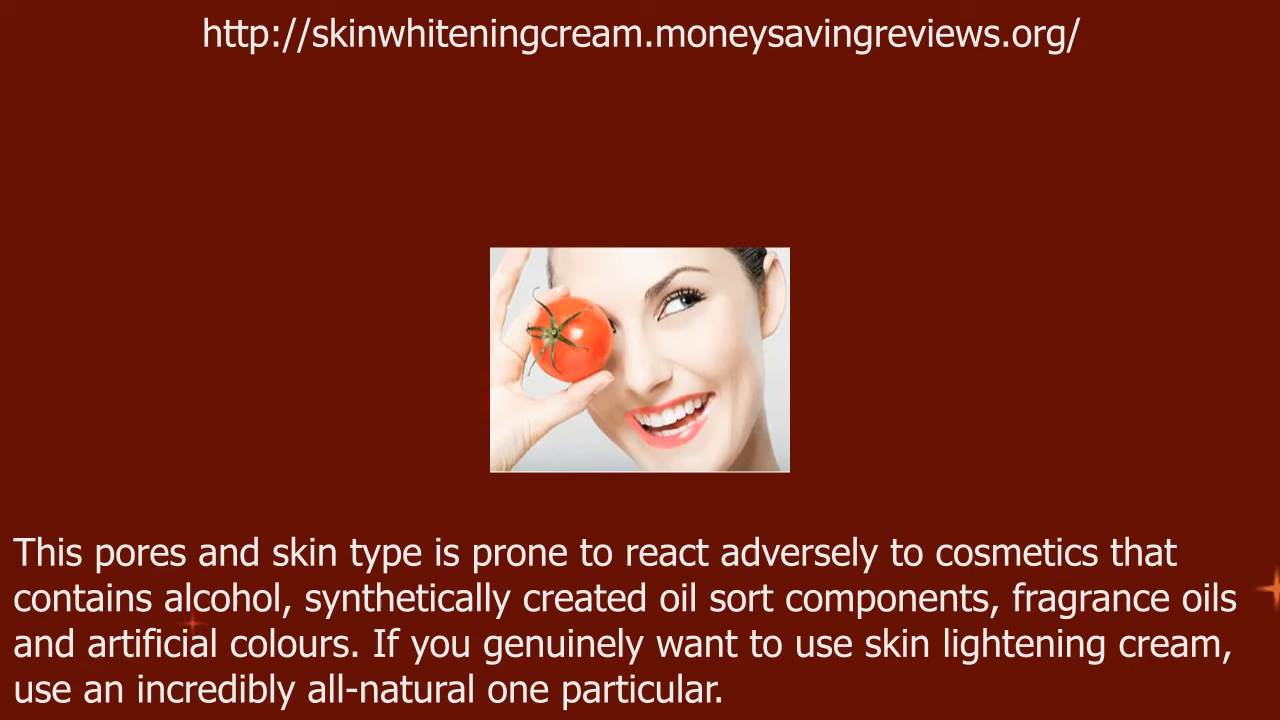 http://skinwhiteningcream.moneysavingreviews.org/
This pores and skin type is prone to react adversely to cosmetics that
contains alcohol, synthetically created oil sort components, fragrance oils
and artificial colours. If you genuinely want to use skin lightening cream,
use an incredibly all-natural one particular.